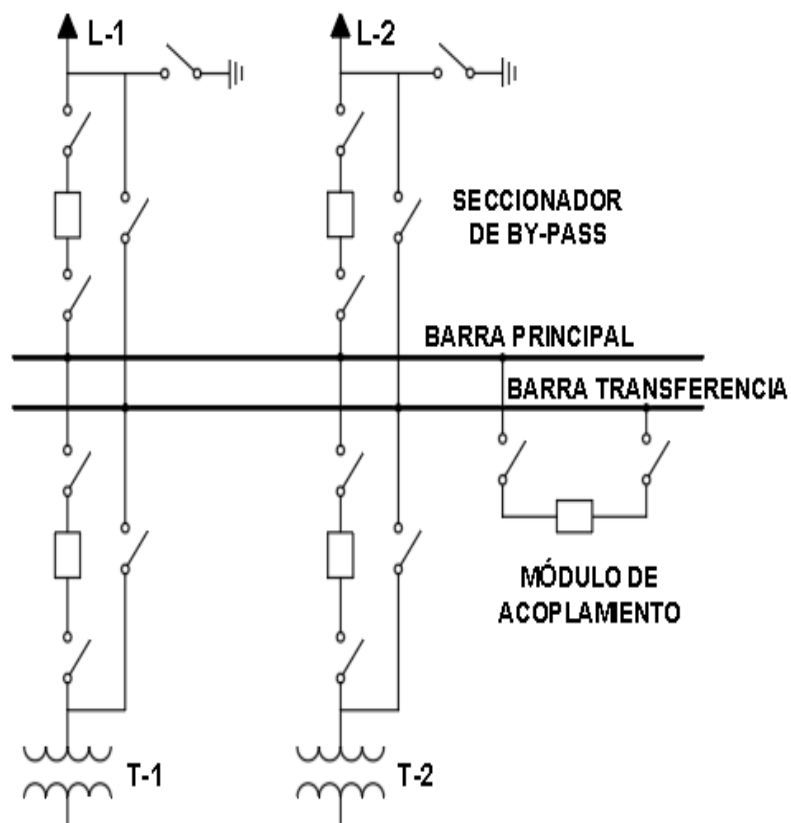 L-1
L-2
SECCIONADOR
DE BY-PASS
BARRA PRINCIPAL
BARRA TRANSFERENCIA
MÓDULO DE
ACOPLAMIENTO
T-1
T-2